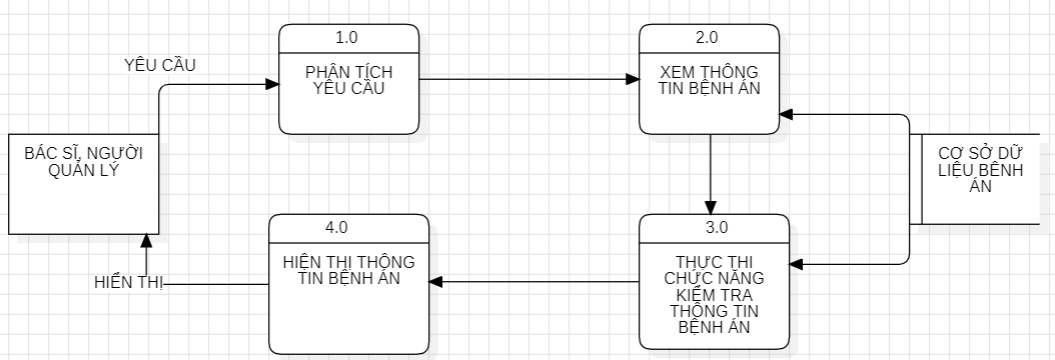 1.0
2.0
YÊU CẦU
PHÂN TÍCH
YÊU CẦU
XEM THÔNG
TIN BỆNH ÁN
BÁC SĨ, NGƯỜI
QUẢN LÝ
CƠ SỞ DỮ
LIỆU BỆNH
ÁN
4.0
3.0
HIỂN THỊ
HIỆN THỊ THÔNG
TIN BỆNH ÁN
THỰC THI
CHỨC NĂNG
KIỂM TRA
THÔNG TIN
BỆNH ÁN